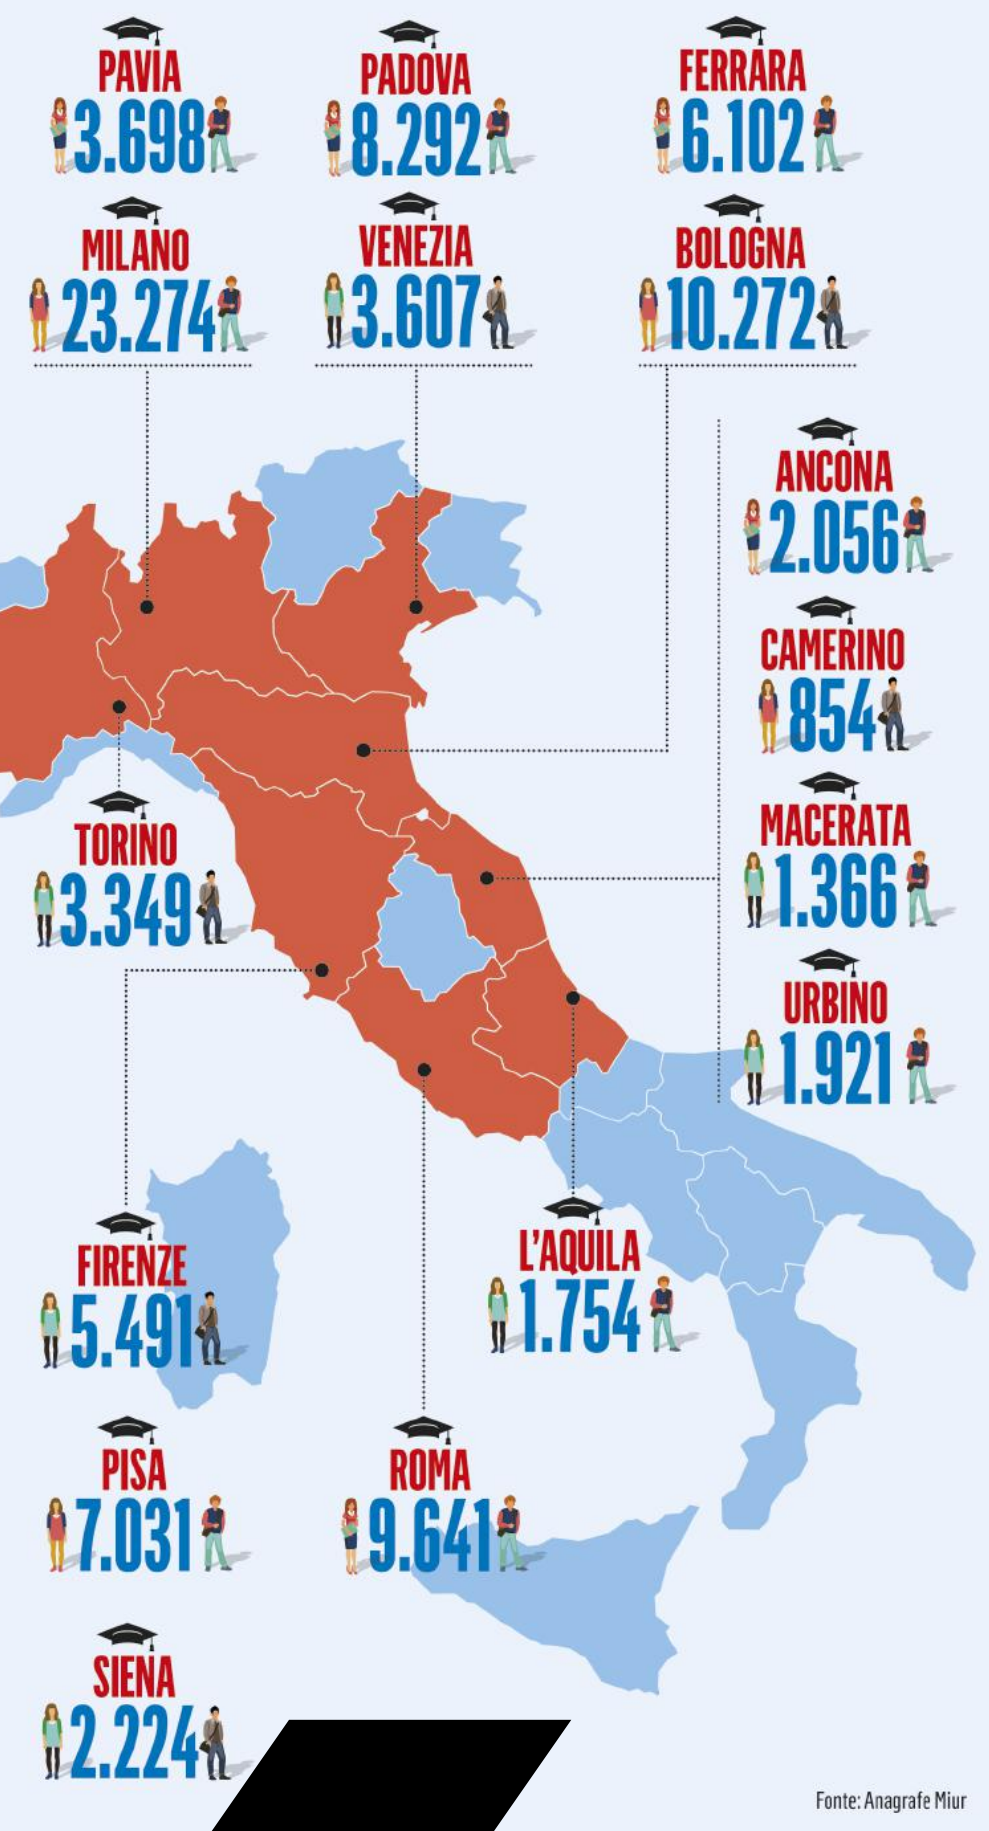 PAVIA
3.698
PADOVA
8.292
FERRARA
6.102
MILANO
23.274
VENEZIA
3.607
BOLOGNA
10.272
ANCONA
2.056
CAMERINO
854
MACERATA
1.366
URBINO
1.921
TORINO
3.349
FIRENZE
5.491
L'AQUILA
1.754
PISA
7.031
ROMA
9.641
SIENA
2.224
Fonte: Anagrafe Miur